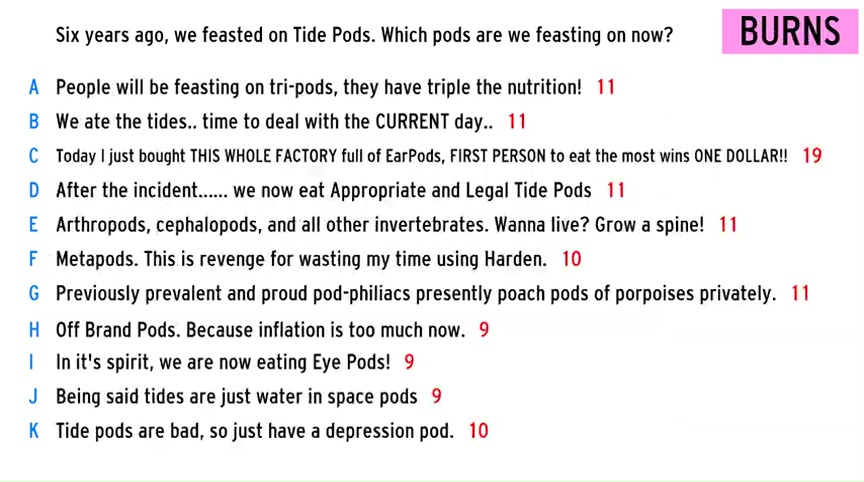 Six years ago, we feasted on Tide Pods. Which pods are we feasting on now?
BURNS
A People will be feasting on tri-pods, they have triple the nutrition! 11
B We ate the tides.. time to deal with the CURRENT day.. 11
C Today I just bought THIS WHOLE FACTORY full of EarPods, FIRST PERSON to eat the most wins ONE DOLLAR!! 19
D After the incident...... we now eat Appropriate and Legal Tide Pods 11
E Arthropods, cephalopods, and all other invertebrates. Wanna live? Grow a spine! 11
F Metapods. This is revenge for wasting my time using Harden. 10
G Previously prevalent and proud pod-philiacs presently poach pods of porpoises privately. 11
H Off Brand Pods. Because inflation is too much now. 9
I In it's spirit, we are now eating Eye Pods! 9
J Being said tides are just water in space pods 9
K Tide pods are bad, so just have a depression pod. 10